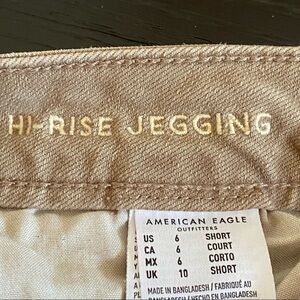 HI-RISE JEGGING
AMERICAN EAGLE
OUTFITTERS
US 6 SHORT
CA 6 COURT
MX 6 CORTO
UK 10 SHORT
MADE IN BANGLADESH / FABRIQUÉ AU
BANGLADESH / HECHO EN